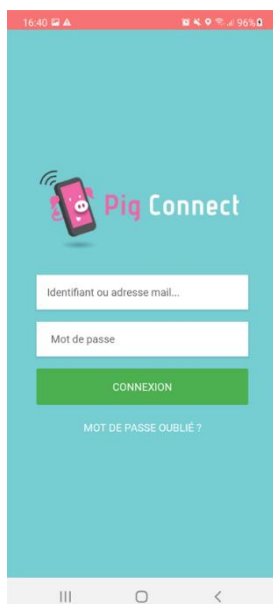 16:40 96%
Pig Connect
Identifiant ou adresse mail...
Mot de passe
CONNEXION
MOT DE PASSE OUBLIÉ ?